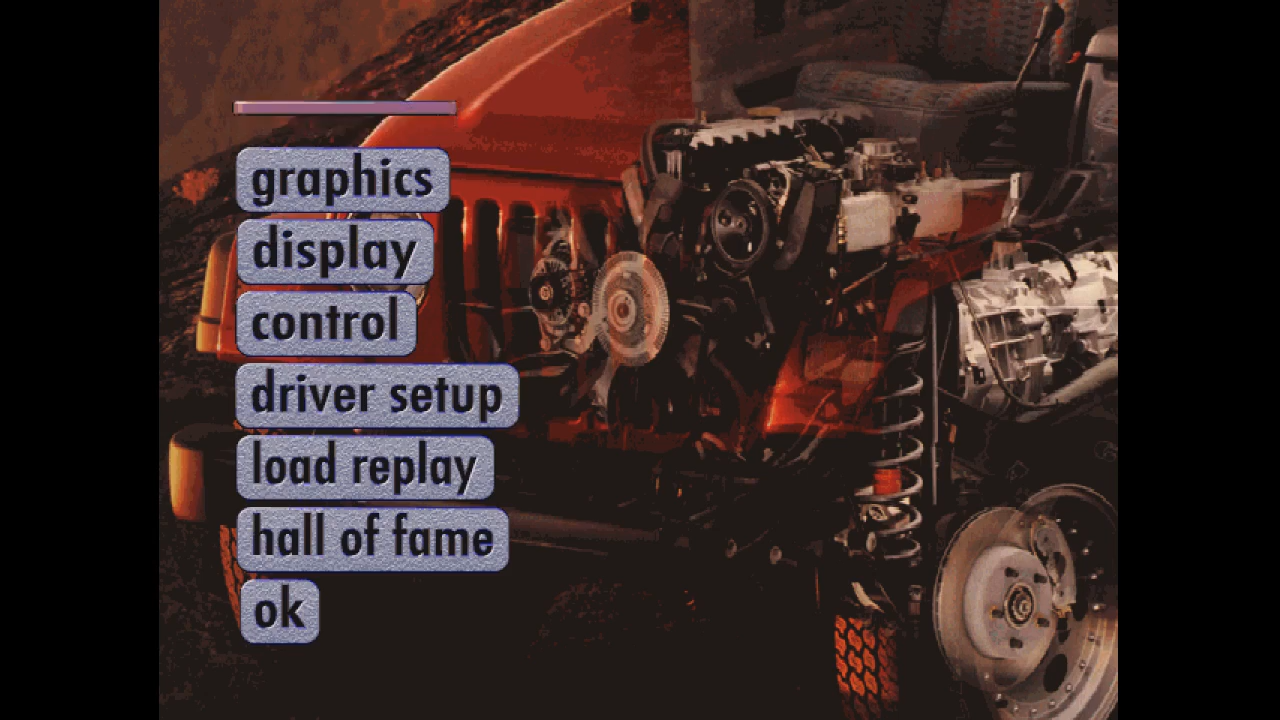 graphics
display
control
driver setup
load replay
hall of fame
ok